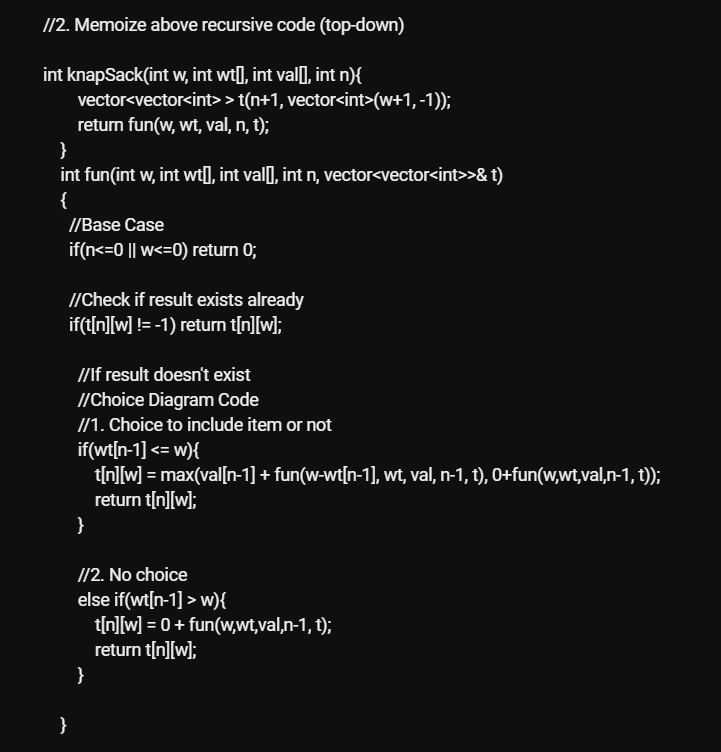 //2. Memoize above recursive code (top-down)
int knapSack(int w, int wt[], int val[], int n){
vector<vector<int> > t(n+1, vector<int>(w+1, -1));
return fun(w, wt, val, n, t);
}
int fun(int w, int wt[], int val[], int n, vector<vector<int>>& t)
{
//Base Case
if(n<=0 || w<=0) return 0;
//Check if result exists already
if(t[n][w] != -1) return t[n][w];
//If result doesn't exist
//Choice Diagram Code
//1. Choice to include item or not
if(wt[n-1] <= w){
t[n][w] = max(val[n-1] + fun(w-wt[n-1], wt, val, n-1, t), 0+fun(w,wt,val,n-1, t));
return t[n][w];
}
//2. No choice
else if(wt[n-1] > w){
t[n][w] = 0 + fun(w,wt,val,n-1, t);
return t[n][w];
}
}